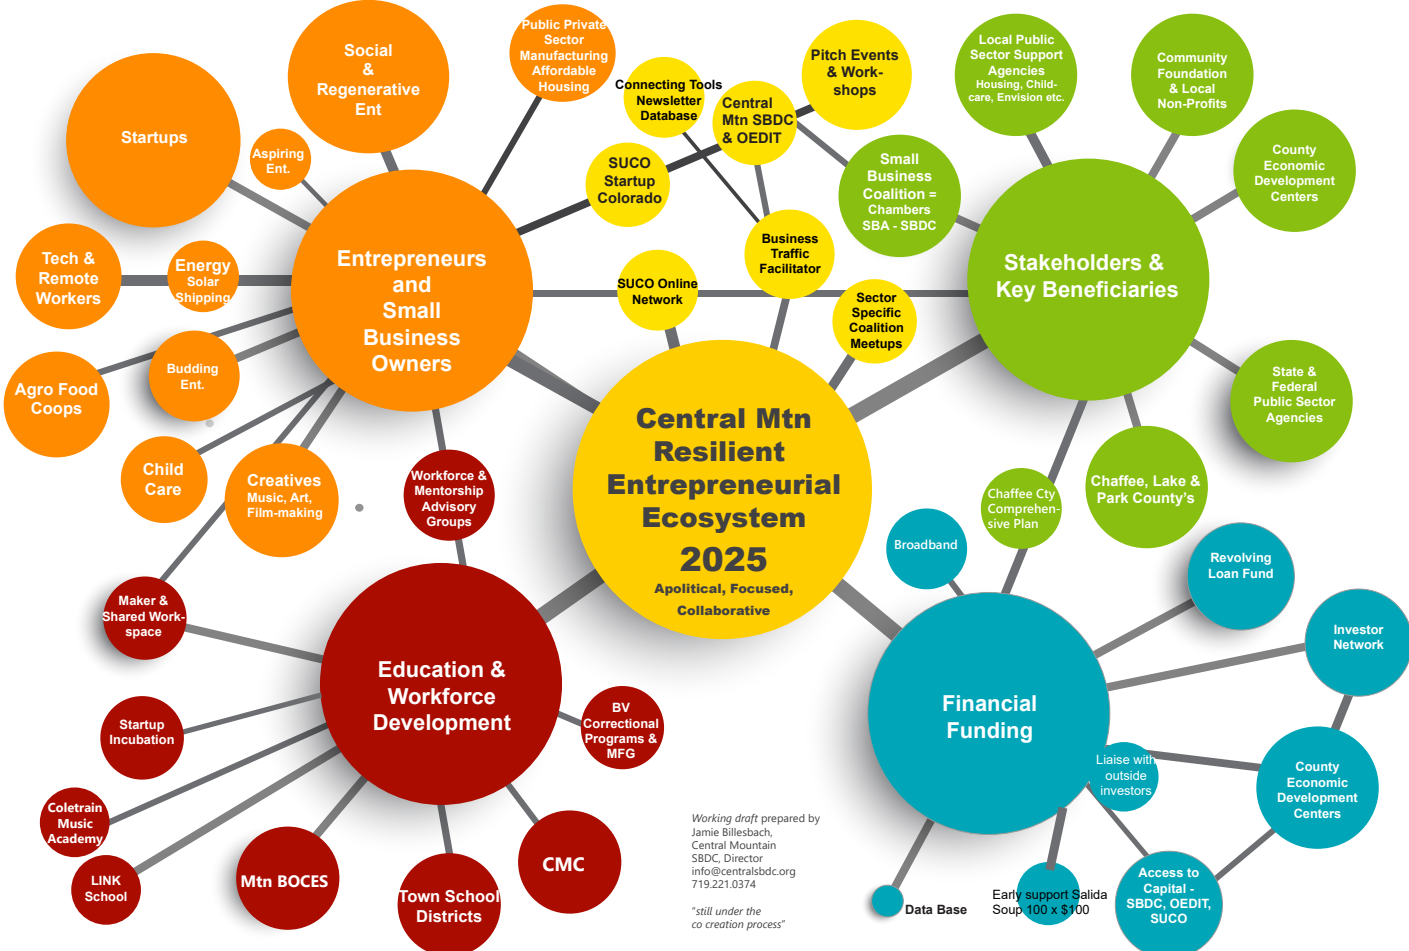 Public Private
Sector
Manufacturing
Affordable
Housing
Social
&
Regenerative
Ent
Startups
Aspiring
Ent.
Tech &
Remote
Workers
Energy
Solar
Shipping
Entrepreneurs
and
Small
Business
Owners
Budding
Ent.
Agro Food
Coops
Child
Care
Creatives
Music, Art,
Film-making
Connecting Tools
Newsletter
Database
Central
Mtn SBDC
& OEDIT
Pitch Events
& Work-
shops
SUCO
Startup
Colorado
Business
Traffic
Facilitator
SUCO Online
Network
Sector
Specific
Coalition
Meetups
Local Public
Sector Support
Agencies
Housing, Child-
care, Envision etc.
Community
Foundation
& Local
Non-Profits
County
Economic
Development
Centers
Small
Business
Coalition =
Chambers
SBA - SBDC
Stakeholders &
Key Beneficiaries
State &
Federal
Public Sector
Agencies
Chaffee, Lake &
Park County's
Chaffee Cty
Comprehen-
sive Plan
Central Mtn
Resilient
Entrepreneurial
Ecosystem
2025
Apolitical, Focused,
Collaborative
Workforce &
Mentorship
Advisory
Groups
Maker &
Shared Work-
space
Education &
Workforce
Development
Startup
Incubation
Coletrain
Music
Academy
LINK
School
Mtn BOCES
Town School
Districts
CMC
BV
Correctional
Programs &
MFG
Broadband
Revolving
Loan Fund
Investor
Network
Financial
Funding
Liaise with
outside
investors
County
Economic
Development
Centers
Access to
Capital -
SBDC, OEDIT,
SUCO
Early support Salida
Soup 100 x $100
Data Base
Working draft prepared by
Jamie Billesbach,
Central Mountain
SBDC, Director
info@centralsbdc.org
719.221.0374
"still under the
co creation process"